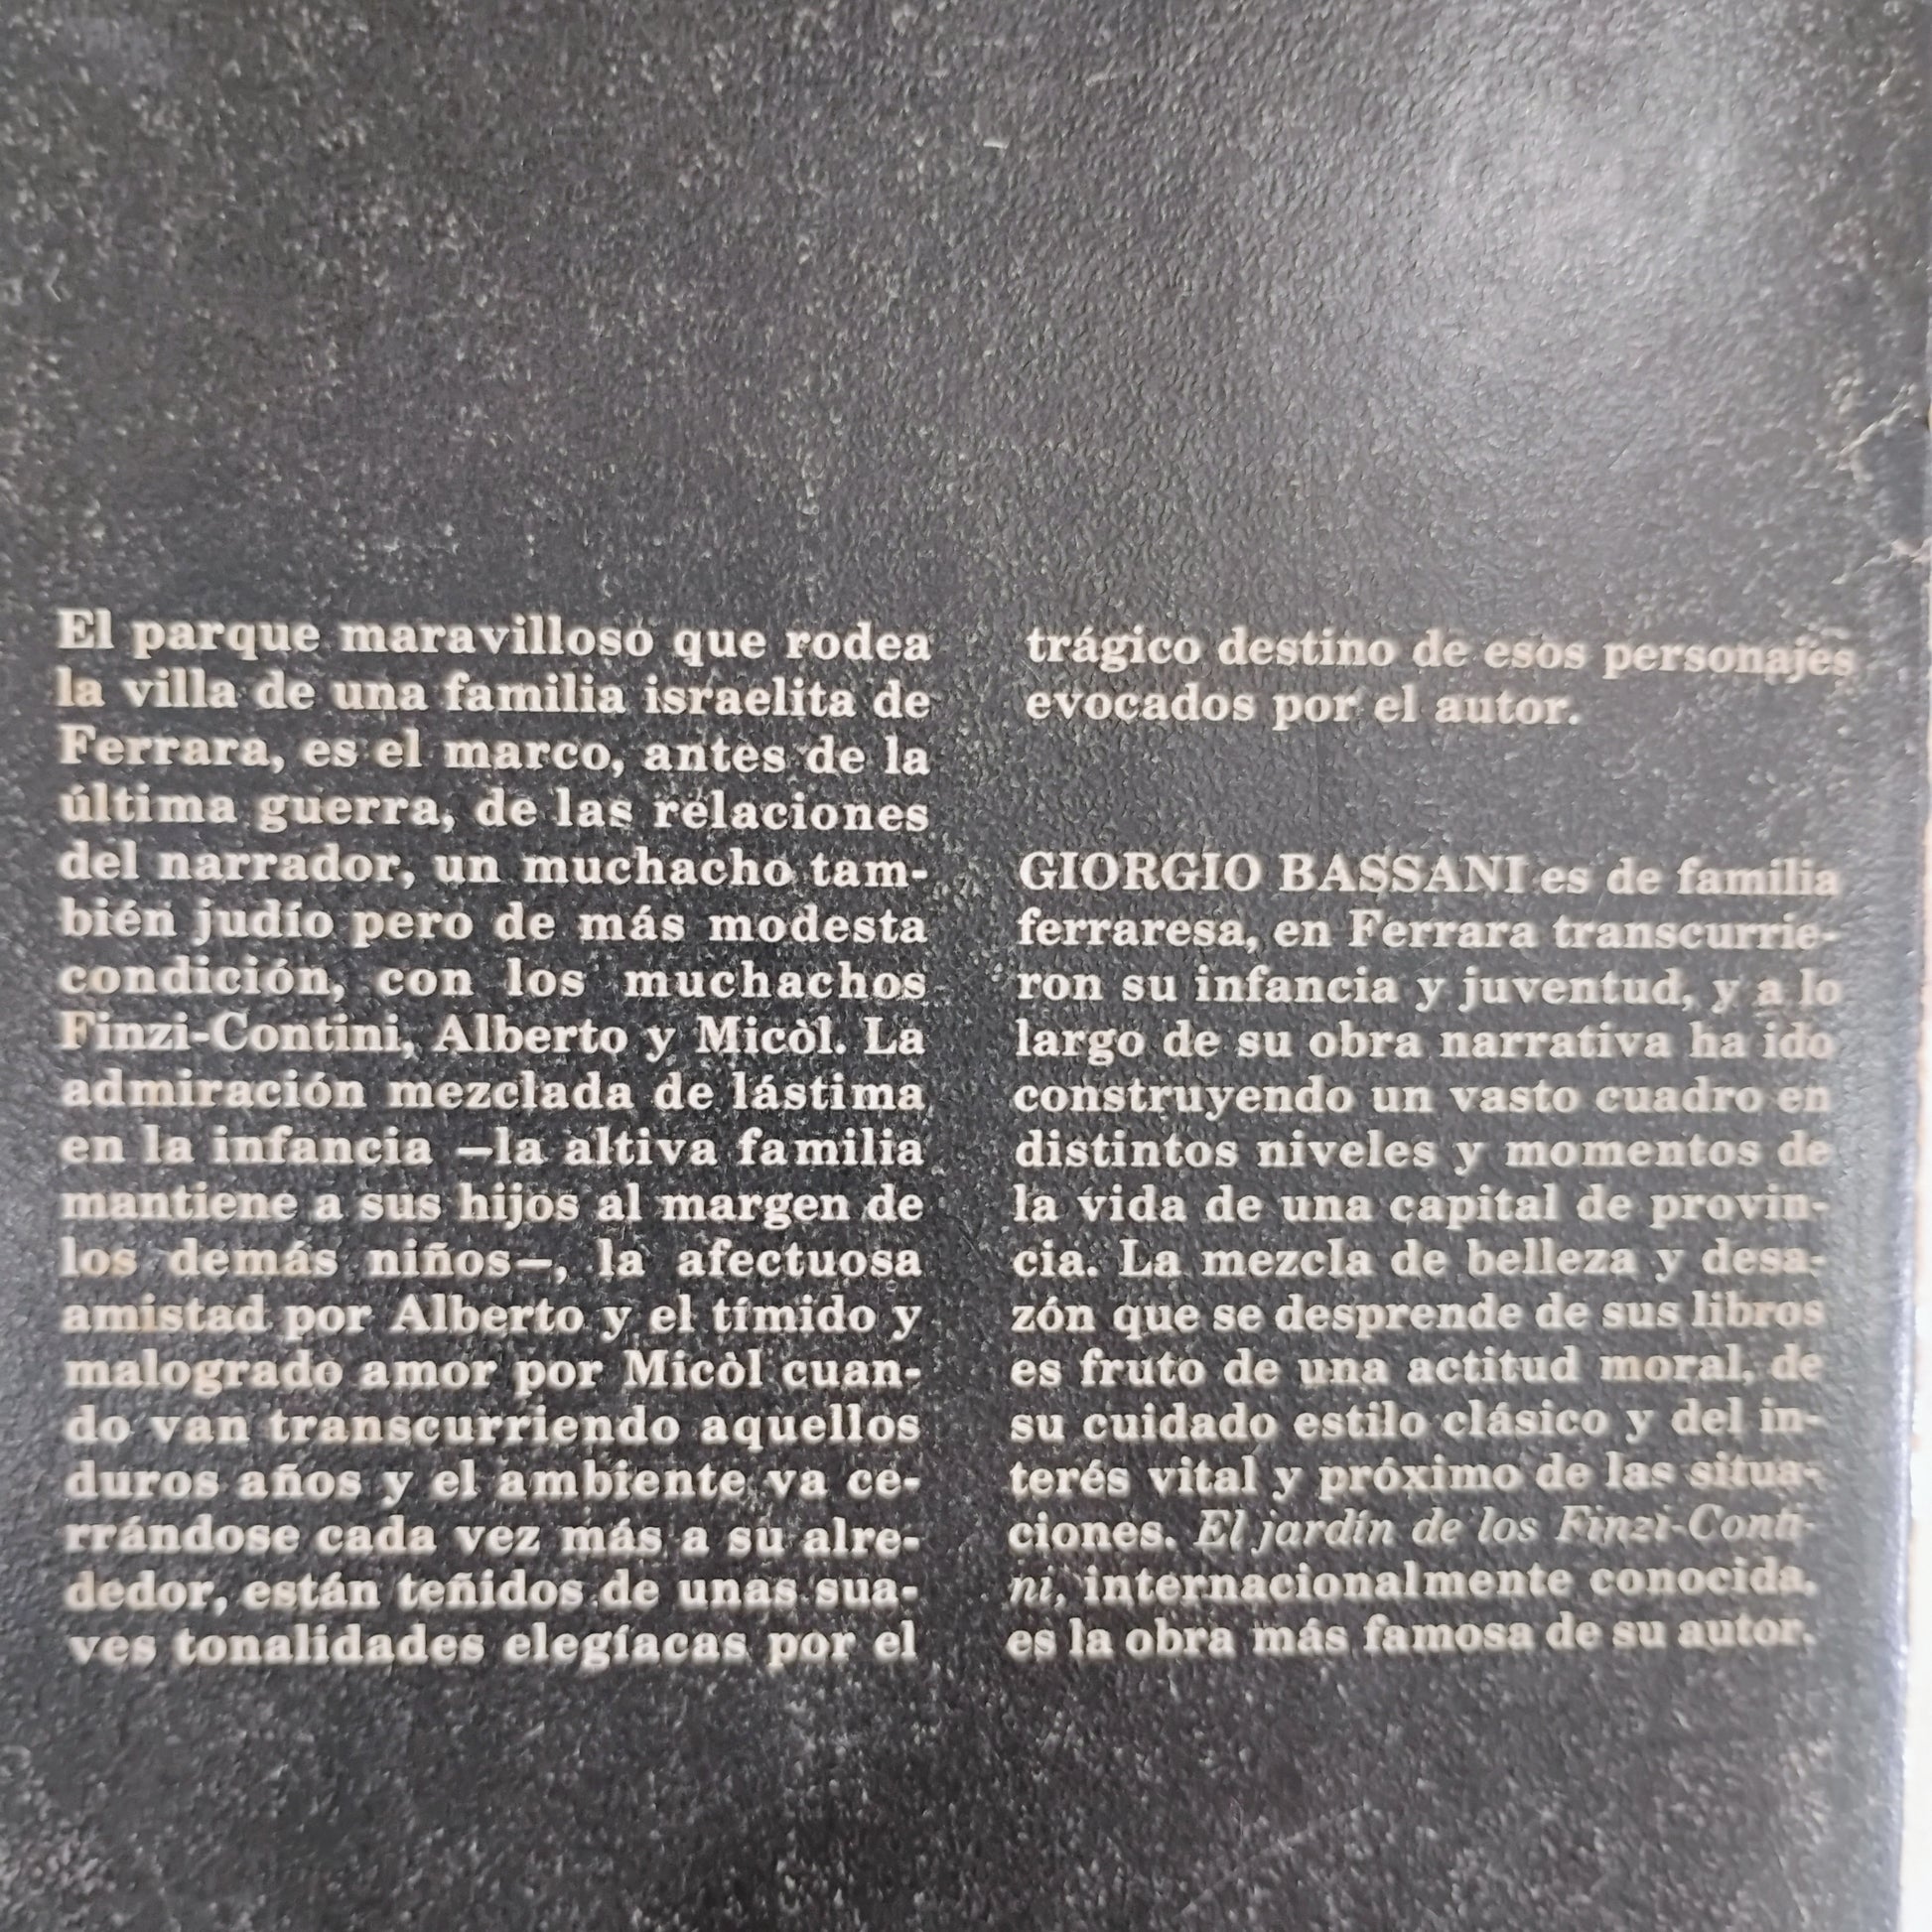 El parque maravilloso que rodea
la villa de una familia israelita de
Ferrara, es el marco, antes de la
última guerra, de las relaciones
del narrador, un muchacho tam-
bién judío pero de más modesta
condición, con los muchachos
Finzi-Contini, Alberto y Micòl. La
admiración mezclada de lástima
en la infancia –la altiva familia
mantiene a sus hijos al margen de
los demás niños–, la afectuosa
amistad por Alberto y el tímido y
malogrado amor por Micòl cuan-
do van transcurriendo aquellos
duros años y el ambiente va ce-
rrándose cada vez más a su alre-
dedor, están teñidos de unas sua-
ves tonalidades elegíacas por el
trágico destino de esos personajes
evocados por el autor.
GIORGIO BASSANI es de familia
ferraresa, en Ferrara transcurrie-
ron su infancia y juventud, y a lo
largo de su obra narrativa ha ido
construyendo un vasto cuadro en
distintos niveles y momentos de
la vida de una capital de provin-
cia. La mezcla de belleza y desa-
zón que se desprende de sus libros
es fruto de una actitud moral, de
su cuidado estilo clásico y del in-
terés vital y próximo de las situa-
ciones. El jardín de los Finzi-Conti-
ni, internacionalmente conocida,
es la obra más famosa de su autor.